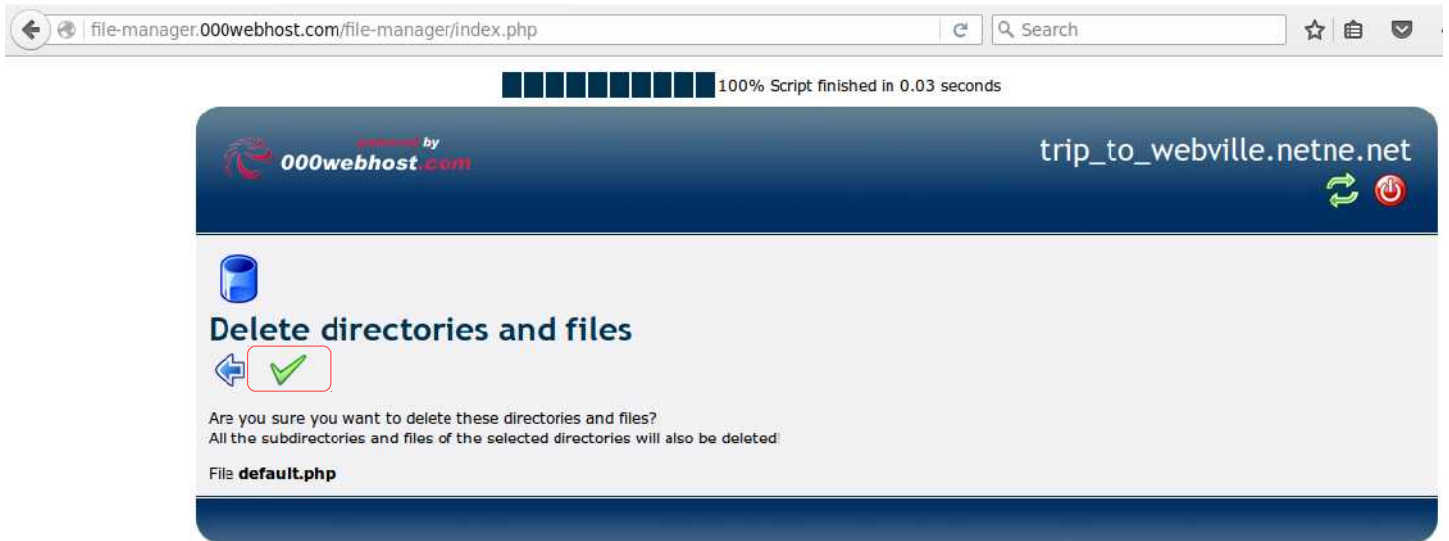 file-manager.000webhost.com/file-manager/index.php
Search
100% Script finished in 0.03 seconds
powered by
000webhost.com
trip_to_webville.netne.net
Delete directories and files
Are you sure you want to delete these directories and files?
All the subdirectories and files of the selected directories will also be deleted!
File default.php